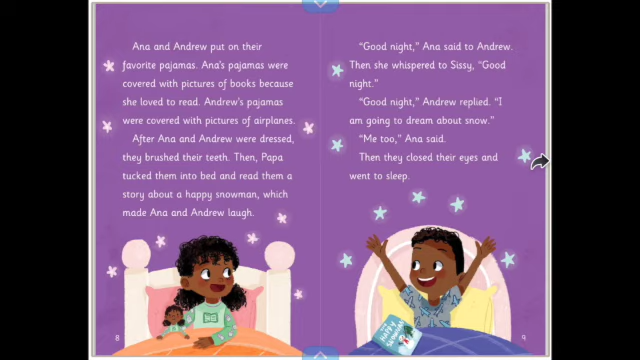 Ana and Andrew put on their
favorite pajamas. Ana's pajamas were
covered with pictures of books because
she loved to read. Andrew's pajamas
were covered with pictures of airplanes.
After Ana and Andrew were dressed,
they brushed their teeth. Then, Papa
tucked them into bed and read them a
story about a happy snowman, which
made Ana and Andrew laugh.
8
"Good night," Ana said to Andrew.
Then she whispered to Sissy, "Good
night."
"Good night," Andrew replied. "I
am going to dream about snow."
"Me too," Ana said.
Then they closed their eyes and
went to sleep.
HAPPY
9